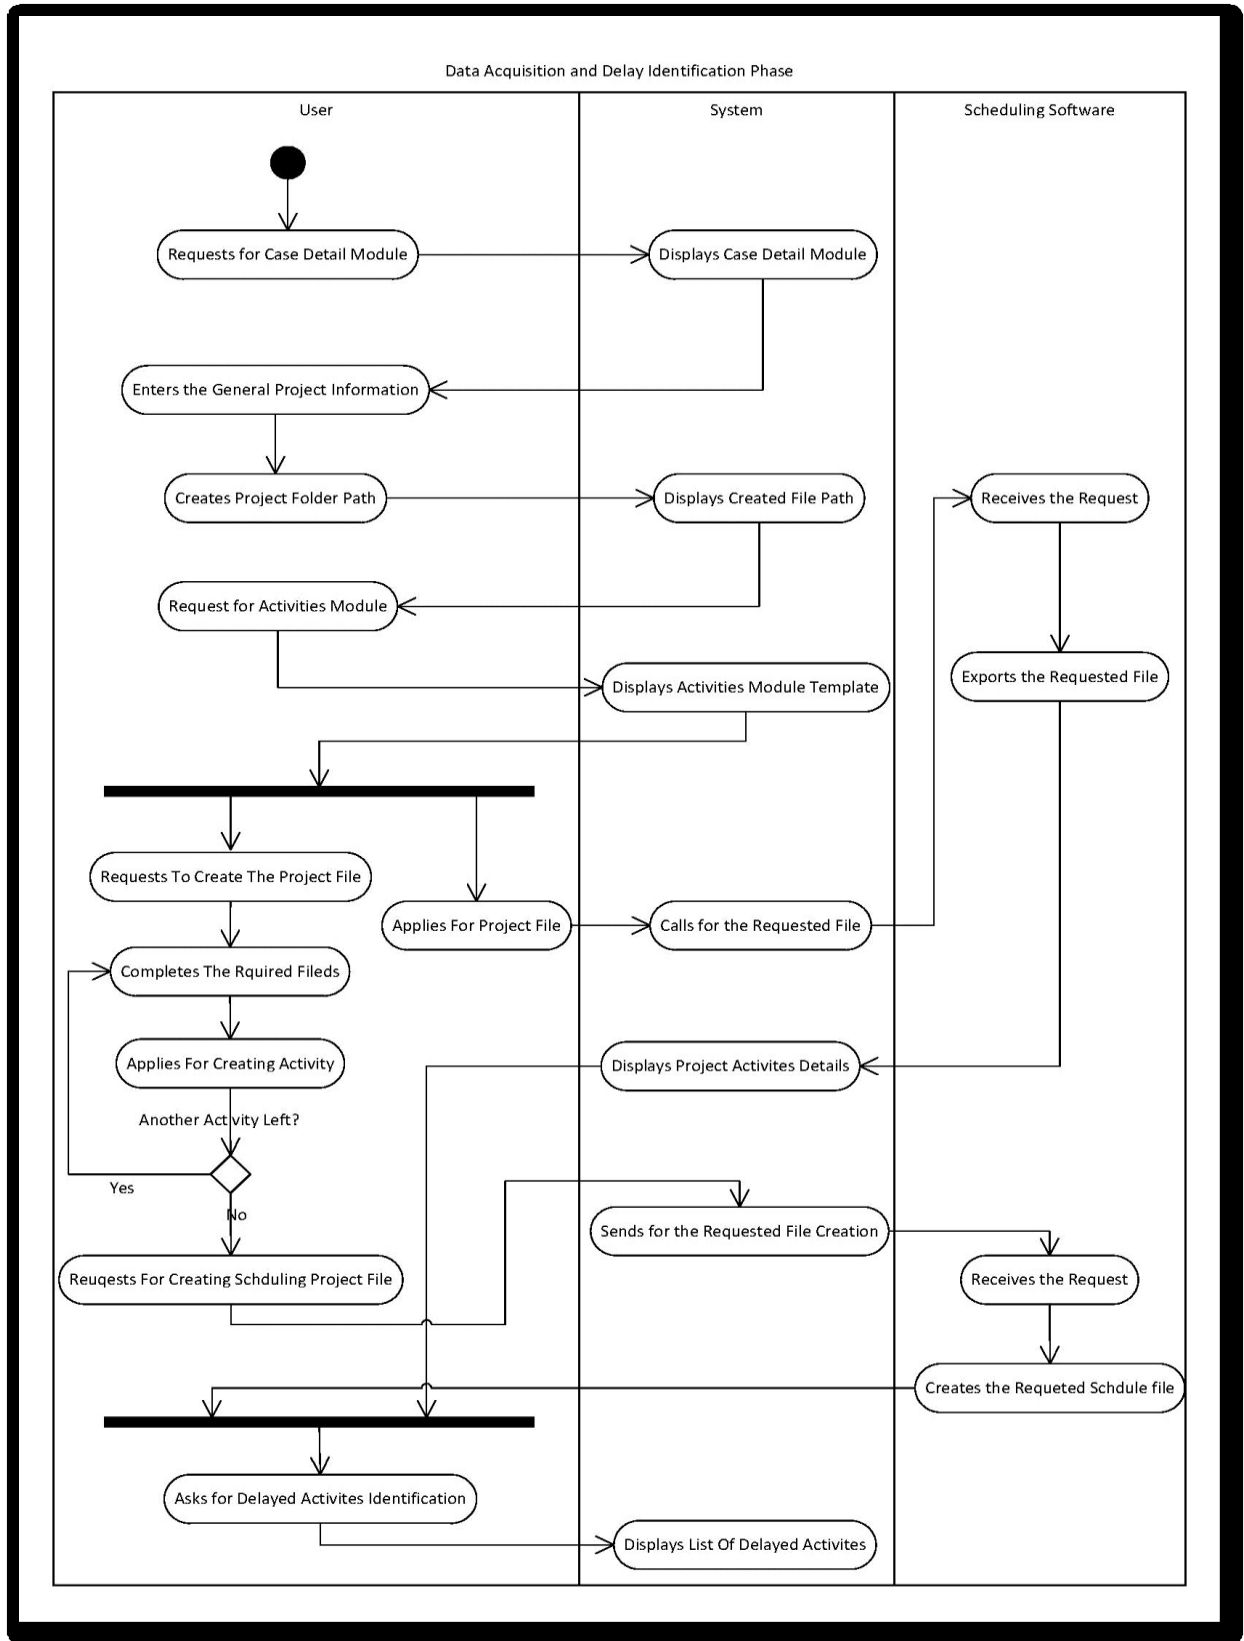 Data Acquisition and Delay Identification Phase
User
System
Scheduling Software
Requests for Case Detail Module
Displays Case Detail Module
Enters the General Project Information
Creates Project Folder Path
Displays Created File Path
Receives the Request
Request for Activities Module
Displays Activities Module Template
Exports the Requested File
Requests To Create The Project File
Applies For Project File
Calls for the Requested File
Completes The Rquired Fileds
Applies For Creating Activity
Displays Project Activites Details
Another Activity Left?
Yes
No
Sends for the Requested File Creation
Reuqests For Creating Schduling Project File
Receives the Request
Creates the Requeted Schdule file
Asks for Delayed Activites Identification
Displays List Of Delayed Activites